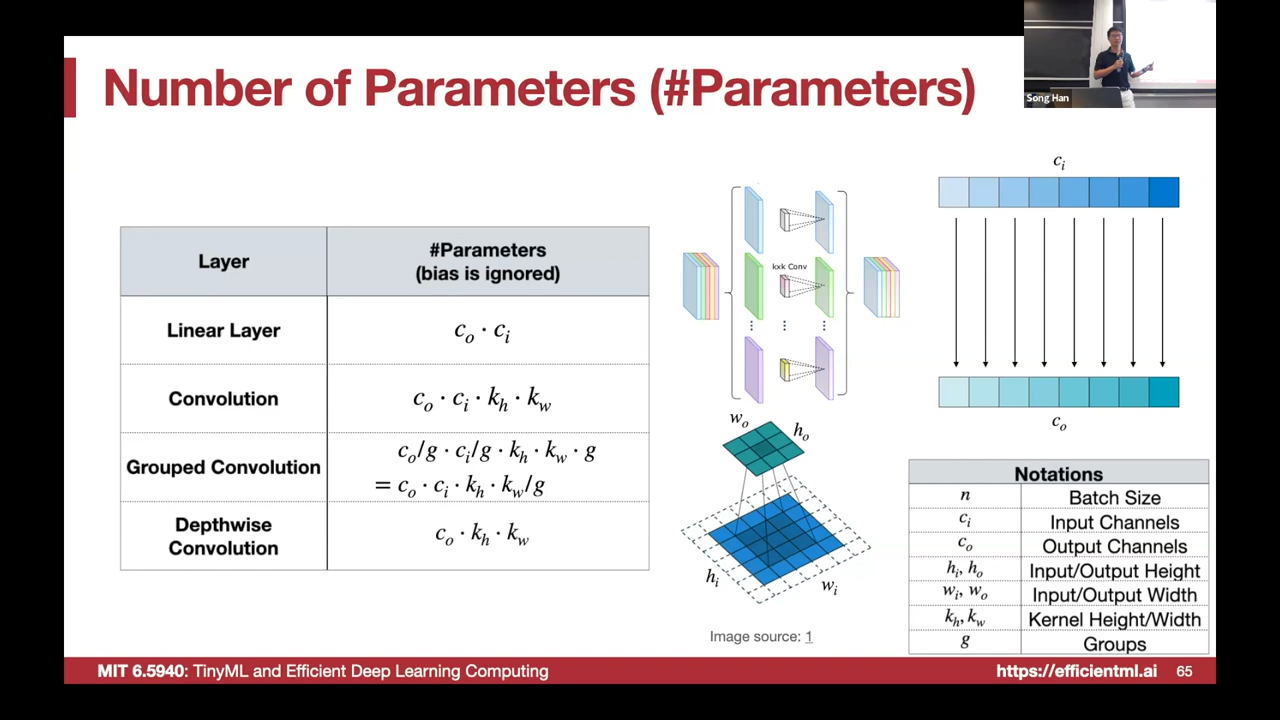 Number of Parameters (#Parameters)
Song Han
Layer
#Parameters
(bias is ignored)
Linear Layer
c_o · c_i
Convolution
c_o · c_i · k_h · k_w
Grouped Convolution
c_o/g · c_i/g · k_h · k_w · g
= c_o · c_i · k_h · k_w/g
Depthwise
Convolution
c_o · k_h · k_w
kxk Conv
w_o
h_o
h_i
w_i
Image source: 1
c_i
c_o
Notations
n Batch Size
c_i Input Channels
c_o Output Channels
h_i, h_o Input/Output Height
w_i, w_o Input/Output Width
k_h, k_w Kernel Height/Width
g Groups
MIT 6.5940: TinyML and Efficient Deep Learning Computing
https://efficientml.ai
65